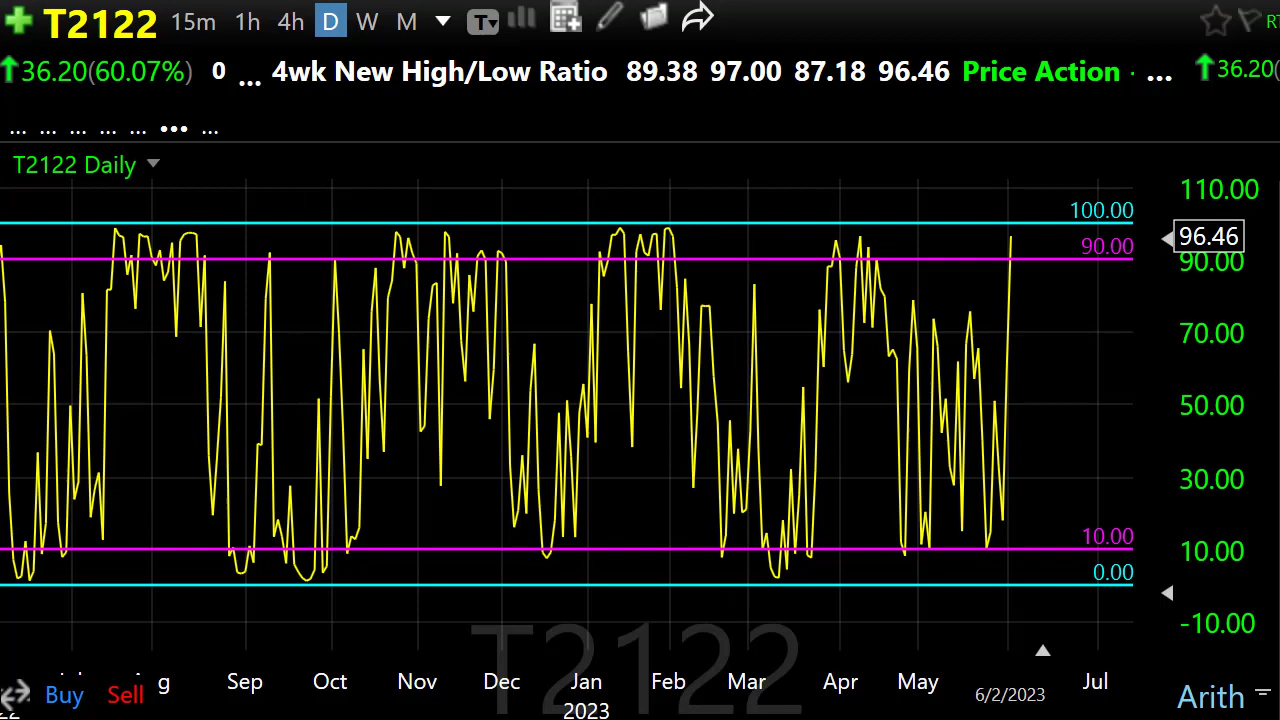 T2122 15m 1h 4h D W M T R
36.20(60.07%) 0 ... 4wk New High/Low Ratio 89.38 97.00 87.18 96.46 Price Action · ... 36.20(
... ... ... ... ... ... ...
T2122 Daily
110.00
100.00
96.46
90.00
90.00
70.00
50.00
30.00
10.00
10.00
0.00
-10.00
T2122
Sep Oct Nov Dec Jan Feb Mar Apr May 6/2/2023 Jul
Buy Sell
2023
Arith